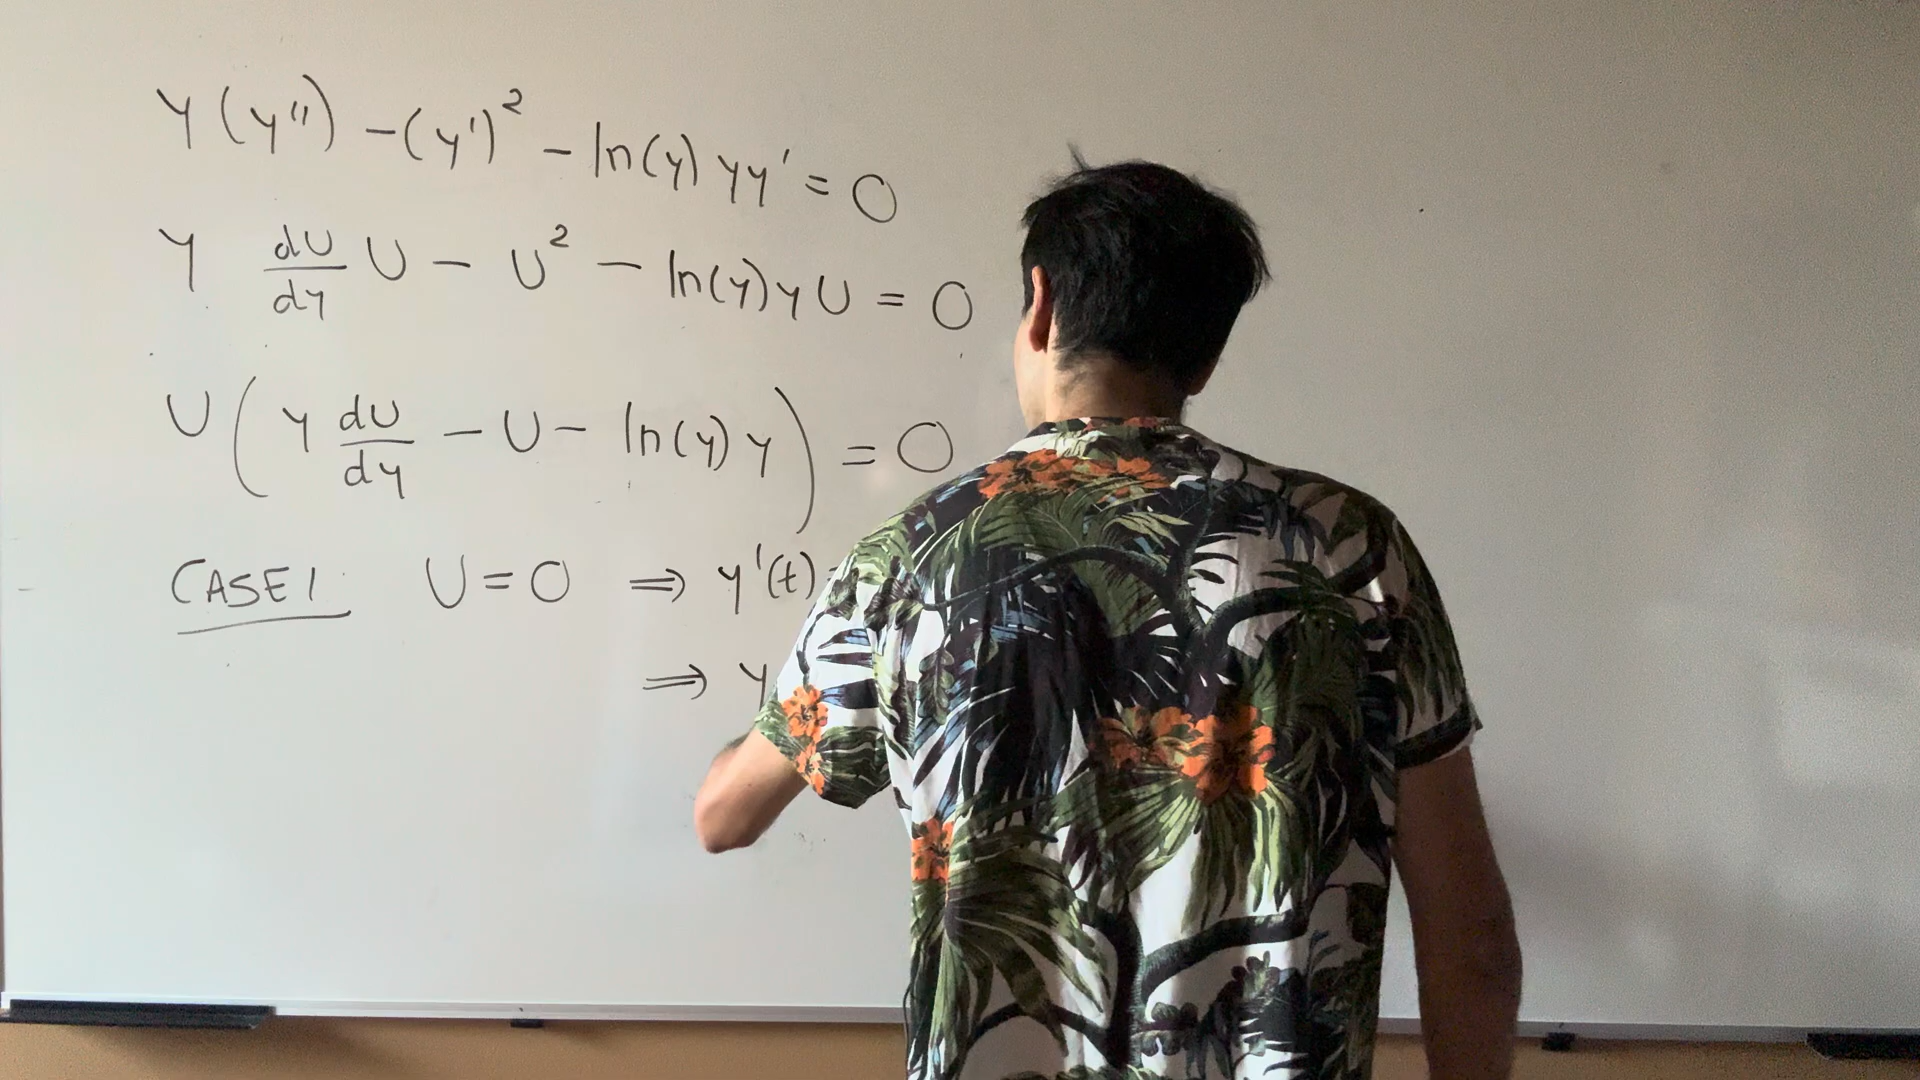 y(y'') - (y')² - ln(y) yy' = 0
y dU/dy U - U² - ln(y) y U = 0
U(y dU/dy - U - ln(y) y) = 0
CASE 1 U = 0 ⇒ y'(t)
⇒ y